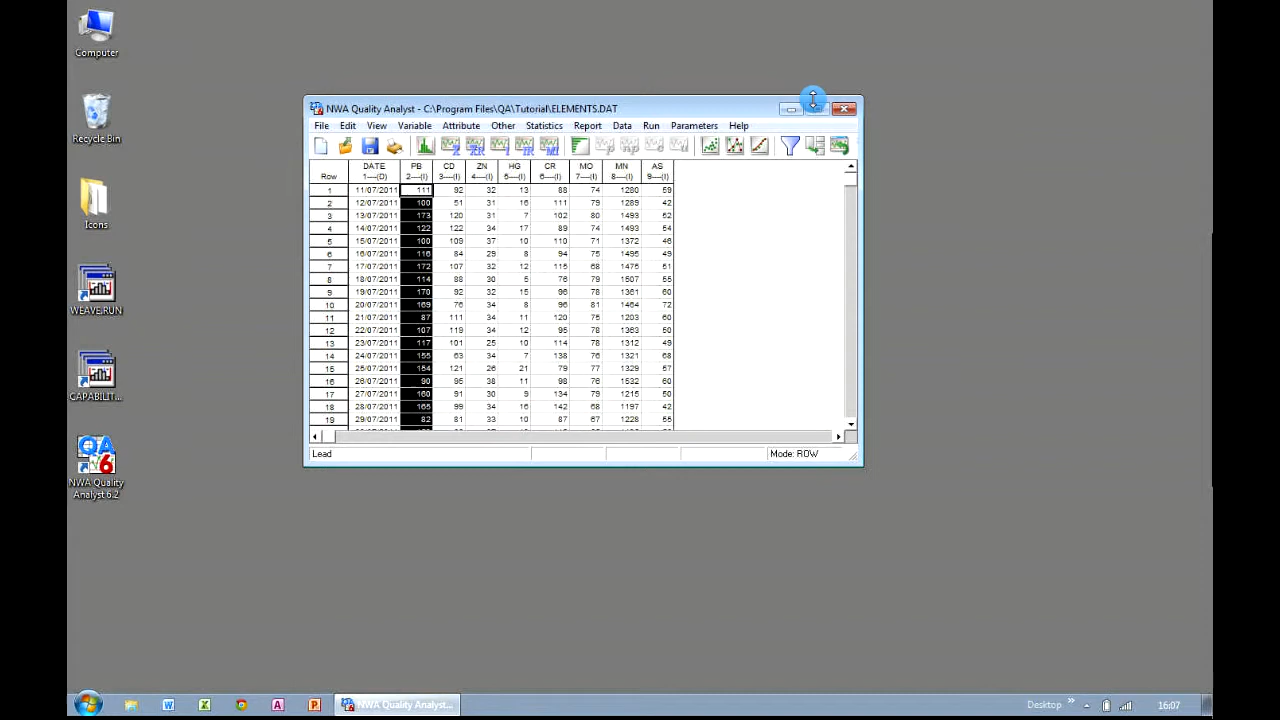 Computer
Recycle Bin
Icons
WEAVE.RUN
CAPABILIT...
NWA Quality
Analyst 6.2
NWA Quality Analyst - C:\Program Files\QA\Tutorial\ELEMENTS.DAT
File Edit View Variable Attribute Other Statistics Report Data Run Parameters Help
DATE PB CD ZN HG CR MO MN AS
Row 1----(D) 2----(I) 3----(I) 4----(I) 5----(I) 6----(I) 7----(I) 8----(I) 9----(I)
1 11/07/2011 111 92 32 13 88 74 1280 59
2 12/07/2011 100 51 31 16 111 79 1289 42
3 13/07/2011 173 120 31 7 102 80 1493 52
4 14/07/2011 122 122 34 17 89 74 1493 54
5 15/07/2011 100 109 37 10 110 71 1372 46
6 16/07/2011 116 84 29 8 94 75 1495 49
7 17/07/2011 172 107 32 12 115 68 1475 51
8 18/07/2011 114 88 30 5 76 79 1507 55
9 19/07/2011 170 92 32 15 96 78 1361 60
10 20/07/2011 169 76 34 8 96 81 1464 72
11 21/07/2011 87 111 34 11 120 75 1203 60
12 22/07/2011 107 119 34 12 95 78 1363 50
13 23/07/2011 117 101 25 10 114 78 1312 49
14 24/07/2011 155 63 34 7 138 76 1321 68
15 25/07/2011 154 121 26 21 79 77 1329 57
16 26/07/2011 90 95 38 11 98 76 1532 60
17 27/07/2011 160 91 30 9 134 79 1215 50
18 28/07/2011 165 99 34 16 142 68 1197 42
19 29/07/2011 82 81 33 10 87 67 1228 55
Lead Mode: ROW
NWA Quality Analyst... Desktop 16:07